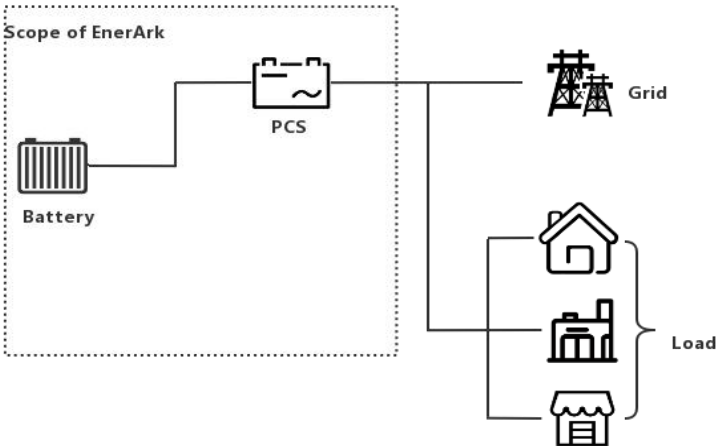 Scope of EnerArk
Grid
PCS
Battery
Load